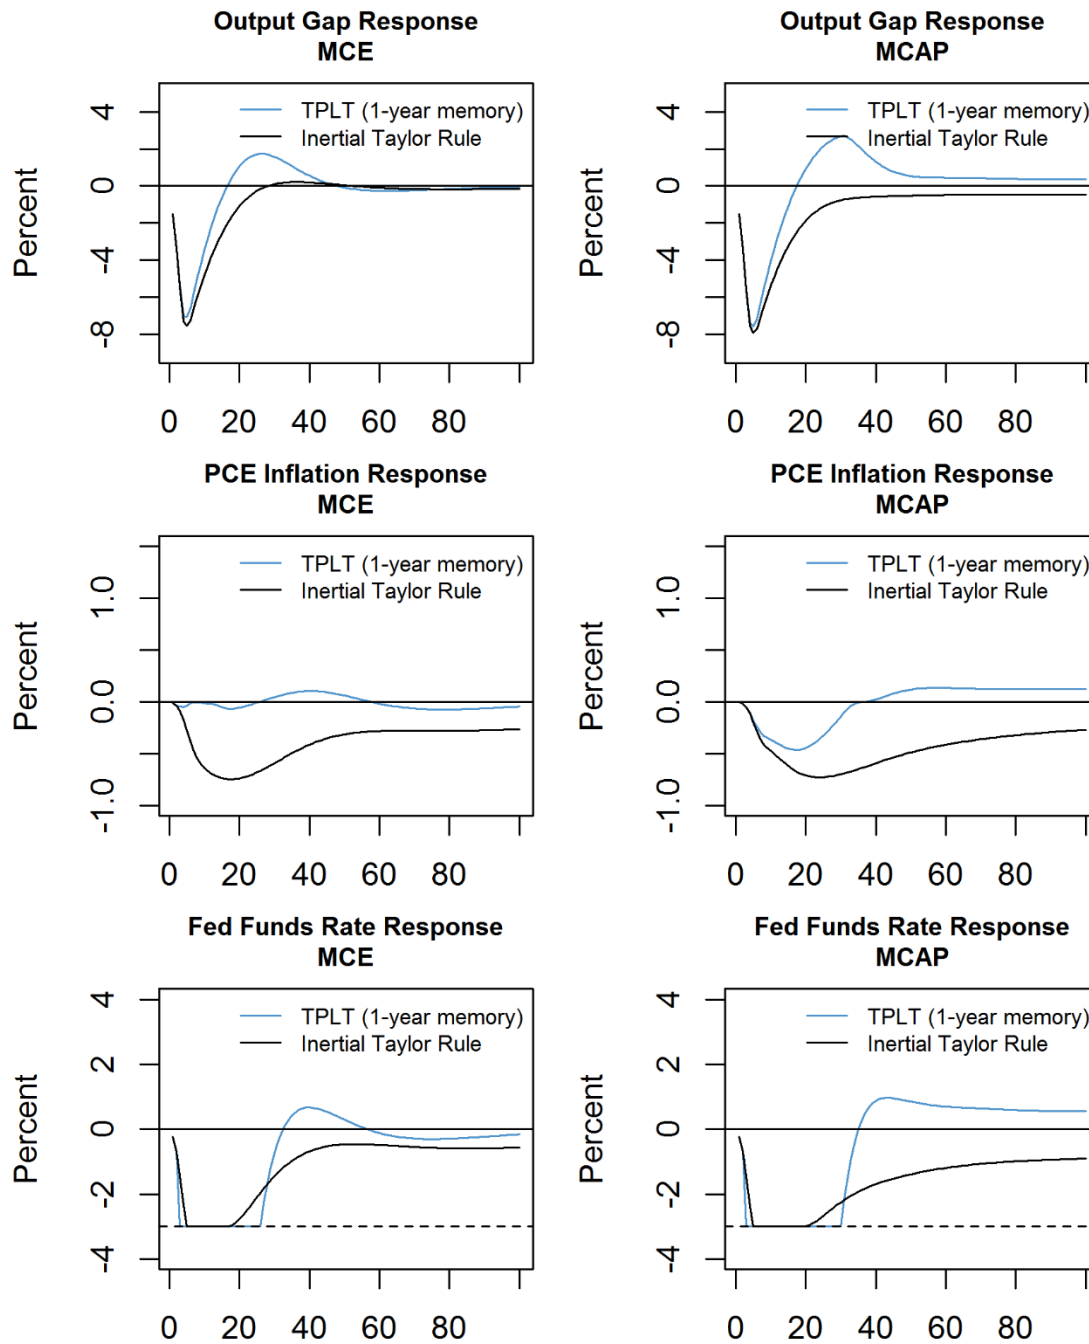 Output Gap Response
MCE
TPLT (1-year memory)
Inertial Taylor Rule
Percent
4
0
-4
-8
0 20 40 60 80
Output Gap Response
MCAP
TPLT (1-year memory)
Inertial Taylor Rule
Percent
4
0
-4
-8
0 20 40 60 80
PCE Inflation Response
MCE
TPLT (1-year memory)
Inertial Taylor Rule
Percent
1.0
0.0
-1.0
0 20 40 60 80
PCE Inflation Response
MCAP
TPLT (1-year memory)
Inertial Taylor Rule
Percent
1.0
0.0
-1.0
0 20 40 60 80
Fed Funds Rate Response
MCE
TPLT (1-year memory)
Inertial Taylor Rule
Percent
4
2
0
-2
-4
0 20 40 60 80
Fed Funds Rate Response
MCAP
TPLT (1-year memory)
Inertial Taylor Rule
Percent
4
2
0
-2
-4
0 20 40 60 80